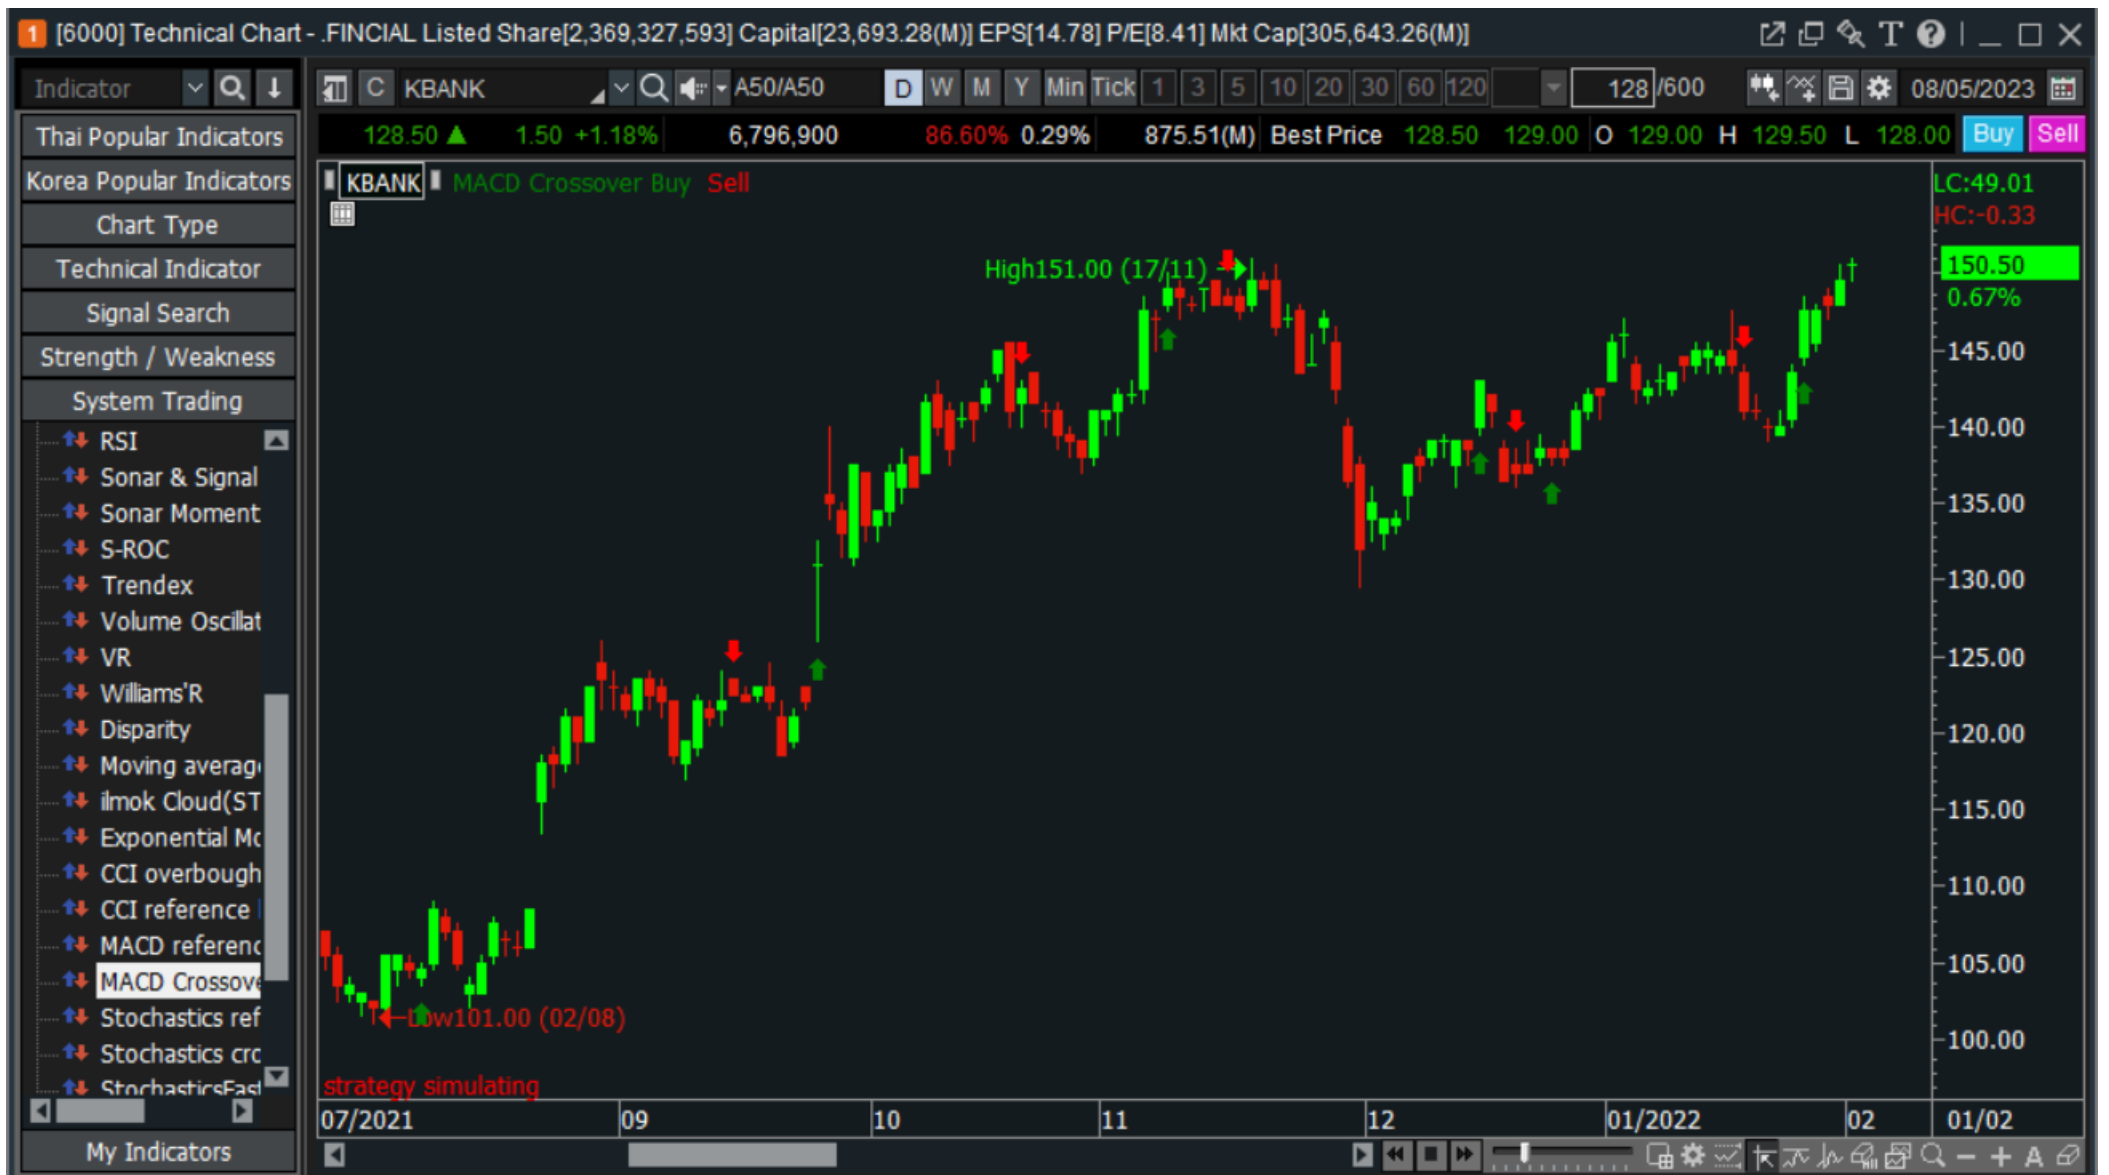 1 [6000] Technical Chart - .FINCIAL Listed Share[2,369,327,593] Capital[23,693.28(M)] EPS[14.78] P/E[8.41] Mkt Cap[305,643.26(M)]
Indicator
C KBANK A50/A50 D W M Y Min Tick 1 3 5 10 20 30 60 120 128 /600 08/05/2023
128.50 ▲ 1.50 +1.18% 6,796,900 86.60% 0.29% 875.51(M) Best Price 128.50 129.00 O 129.00 H 129.50 L 128.00 Buy Sell
Thai Popular Indicators
Korea Popular Indicators
Chart Type
Technical Indicator
Signal Search
Strength / Weakness
System Trading
RSI
Sonar & Signal
Sonar Moment
S-ROC
Trendex
Volume Oscillat
VR
Williams'R
Disparity
Moving averag
ilmok Cloud(ST
Exponential Mo
CCI overbough
CCI reference
MACD referenc
MACD Crossove
Stochastics ref
Stochastics cro
StochasticsFast
My Indicators
KBANK MACD Crossover Buy Sell
High151.00 (17/11)
Low101.00 (02/08)
strategy simulating
LC:49.01
HC:-0.33
150.50
0.67%
145.00
140.00
135.00
130.00
125.00
120.00
115.00
110.00
105.00
100.00
07/2021 09 10 11 12 01/2022 02 01/02
A